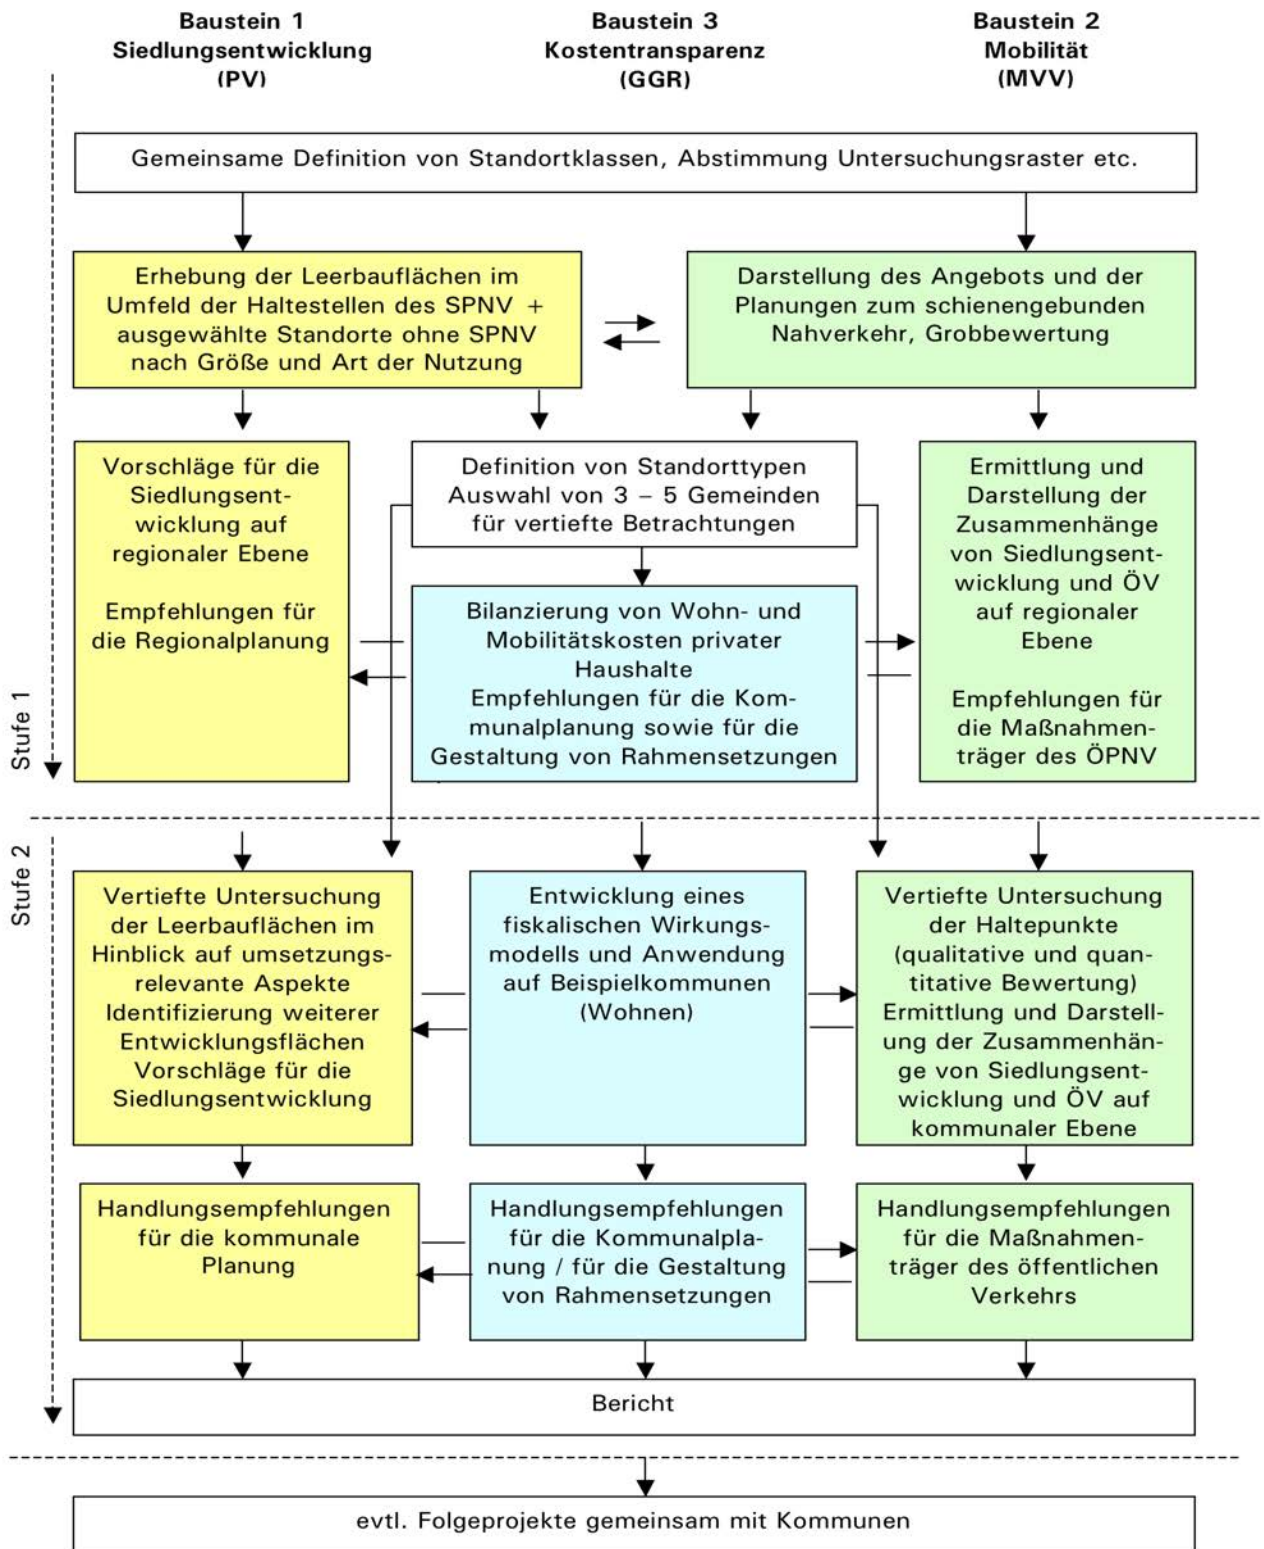 Baustein 1
Siedlungsentwicklung
(PV)
Baustein 3
Kostentransparenz
(GGR)
Baustein 2
Mobilität
(MVV)
Gemeinsame Definition von Standortklassen, Abstimmung Untersuchungsraster etc.
Erhebung der Leerbauflächen im
Umfeld der Haltestellen des SPNV +
ausgewählte Standorte ohne SPNV
nach Größe und Art der Nutzung
Darstellung des Angebots und der
Planungen zum schienengebunden
Nahverkehr, Grobbewertung
Vorschläge für die
Siedlungsent-
wicklung auf
regionaler Ebene
Empfehlungen für
die Regionalplanung
Definition von Standorttypen
Auswahl von 3 – 5 Gemeinden
für vertiefte Betrachtungen
Bilanzierung von Wohn- und
Mobilitätskosten privater
Haushalte
Empfehlungen für die Kom-
munalplanung sowie für die
Gestaltung von Rahmensetzungen
Ermittlung und
Darstellung der
Zusammenhänge
von Siedlungsent-
wicklung und ÖV
auf regionaler
Ebene
Empfehlungen für
die Maßnahmen-
träger des ÖPNV
Stufe 1
Stufe 2
Vertiefte Untersuchung
der Leerbauflächen im
Hinblick auf umsetzungs-
relevante Aspekte
Identifizierung weiterer
Entwicklungsflächen
Vorschläge für die
Siedlungsentwicklung
Entwicklung eines
fiskalischen Wirkungs-
modells und Anwendung
auf Beispielkommunen
(Wohnen)
Vertiefte Untersuchung
der Haltepunkte
(qualitative und quan-
titative Bewertung)
Ermittlung und Darstell-
ung der Zusammenhän-
ge von Siedlungsent-
wicklung und ÖV auf
kommunaler Ebene
Handlungsempfehlungen
für die kommunale
Planung
Handlungsempfehlungen
für die Kommunalpla-
nung / für die Gestaltung
von Rahmensetzungen
Handlungsempfehlungen
für die Maßnahmen-
träger des öffentlichen
Verkehrs
Bericht
evtl. Folgeprojekte gemeinsam mit Kommunen